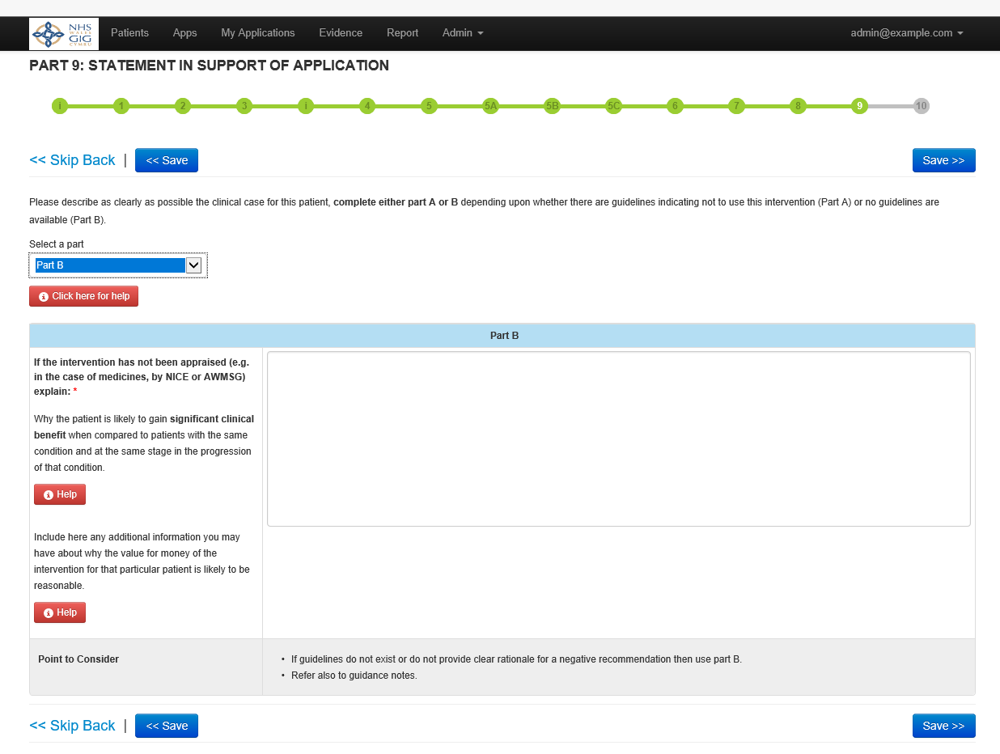 NHS
WALES
GIG
CYMRU
Patients Apps My Applications Evidence Report Admin admin@example.com
PART 9: STATEMENT IN SUPPORT OF APPLICATION
i 1 2 3 i 4 5 5A 5B 5C 6 7 8 9 10
<< Skip Back | << Save Save >>
Please describe as clearly as possible the clinical case for this patient, complete either part A or B depending upon whether there are guidelines indicating not to use this intervention (Part A) or no guidelines are
available (Part B).
Select a part
Part B
Click here for help
Part B
If the intervention has not been appraised (e.g.
in the case of medicines, by NICE or AWMSG)
explain: *
Why the patient is likely to gain significant clinical
benefit when compared to patients with the same
condition and at the same stage in the progression
of that condition.
Help
Include here any additional information you may
have about why the value for money of the
intervention for that particular patient is likely to be
reasonable.
Help
Point to Consider
• If guidelines do not exist or do not provide clear rationale for a negative recommendation then use part B.
• Refer also to guidance notes.
<< Skip Back | << Save Save >>